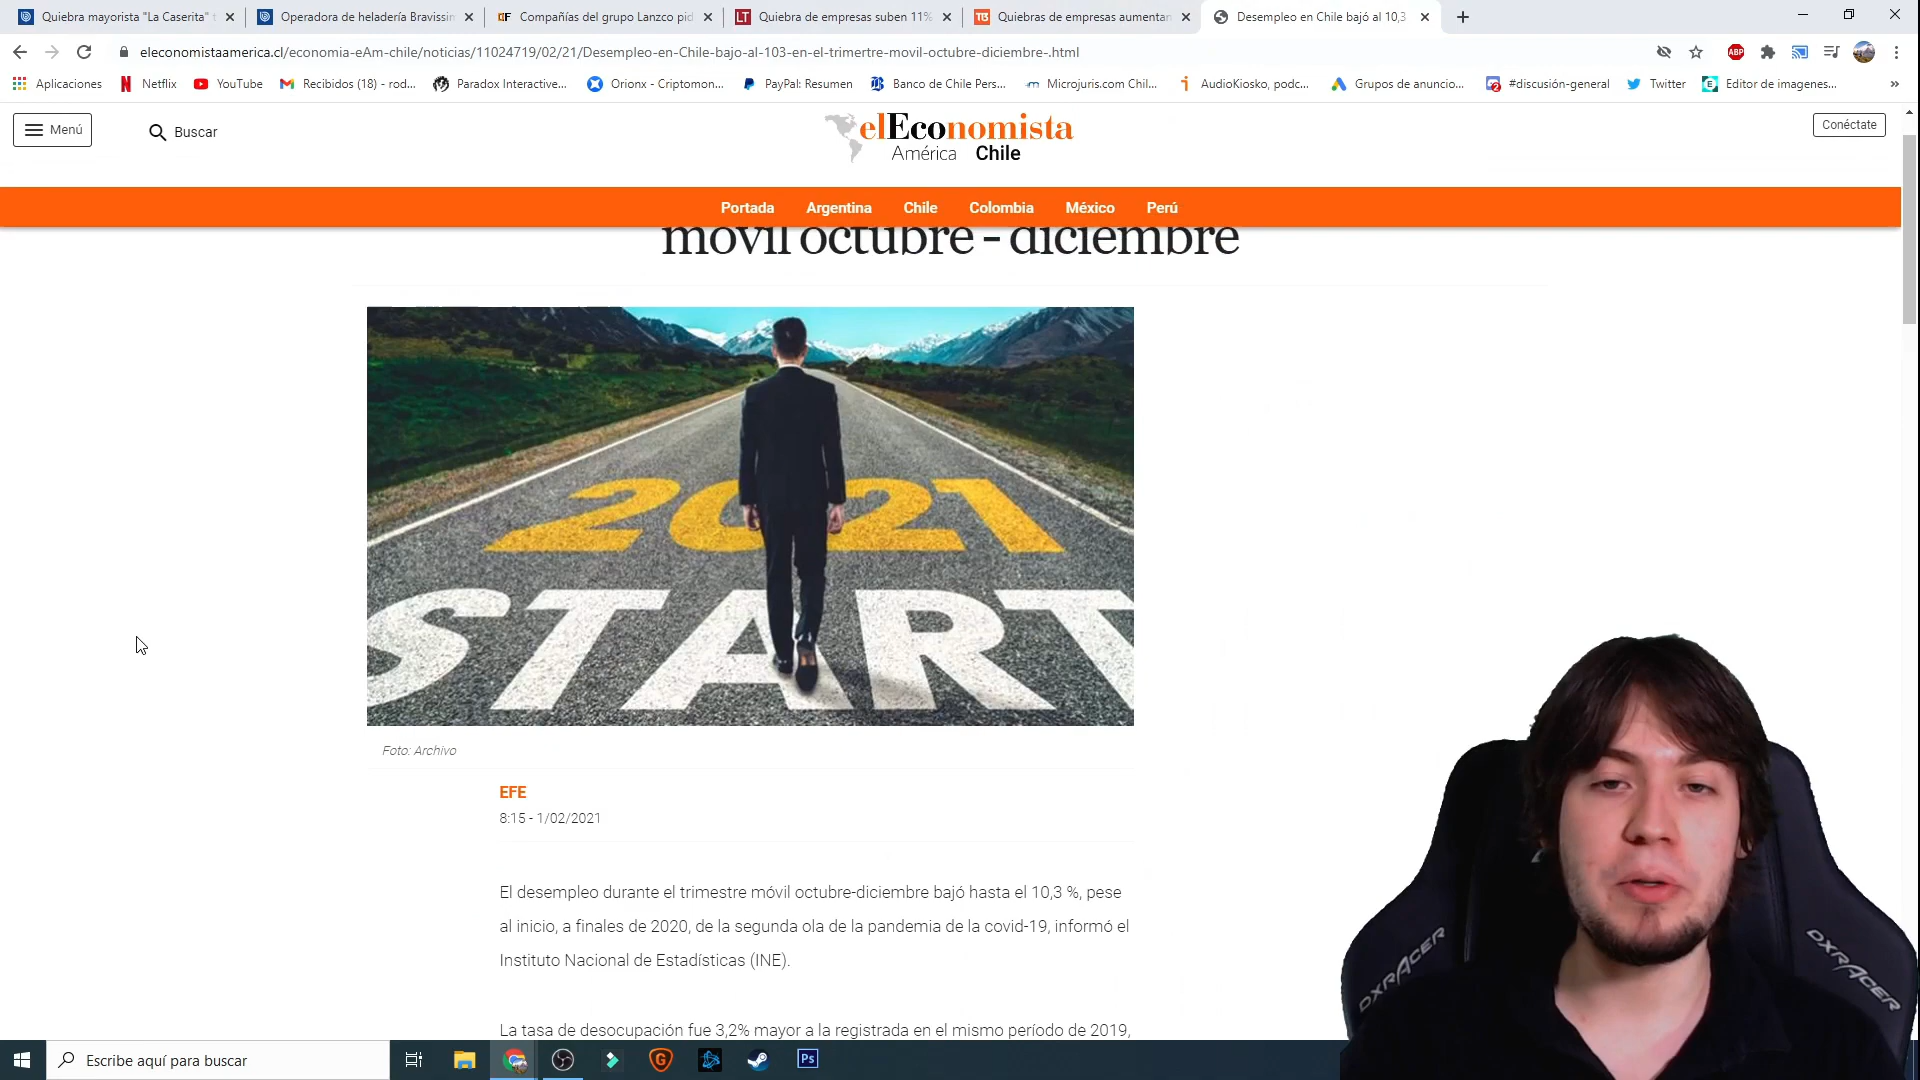 Quiebra mayorista "La Caserita" t
Operadora de heladería Bravissin
Compañías del grupo Lanzco pid
Quiebra de empresas suben 11%
Quiebras de empresas aumentan
Desempleo en Chile bajó al 10,3
eleconomistaamerica.cl/economia-eAm-chile/noticias/11024719/02/21/Desempleo-en-Chile-bajo-al-103-en-el-trimertre-movil-octubre-diciembre-.html
Aplicaciones
Netflix
YouTube
Recibidos (18) - rod...
Paradox Interactive...
Orionx - Criptomon...
PayPal: Resumen
Banco de Chile Pers...
Microjuris.com Chil...
AudioKiosko, podc...
Grupos de anuncio...
#discusión-general
Twitter
Editor de imagenes...
»
Menú
Buscar
elEconomista
América Chile
Conéctate
Portada
Argentina
Chile
Colombia
México
Perú
móvil octubre - diciembre
2021
START
Foto: Archivo
EFE
8:15 - 1/02/2021
El desempleo durante el trimestre móvil octubre-diciembre bajó hasta el 10,3 %, pese
al inicio, a finales de 2020, de la segunda ola de la pandemia de la covid-19, informó el
Instituto Nacional de Estadísticas (INE).
La tasa de desocupación fue 3,2% mayor a la registrada en el mismo período de 2019,
DXRACER
DXRACER
Escribe aquí para buscar